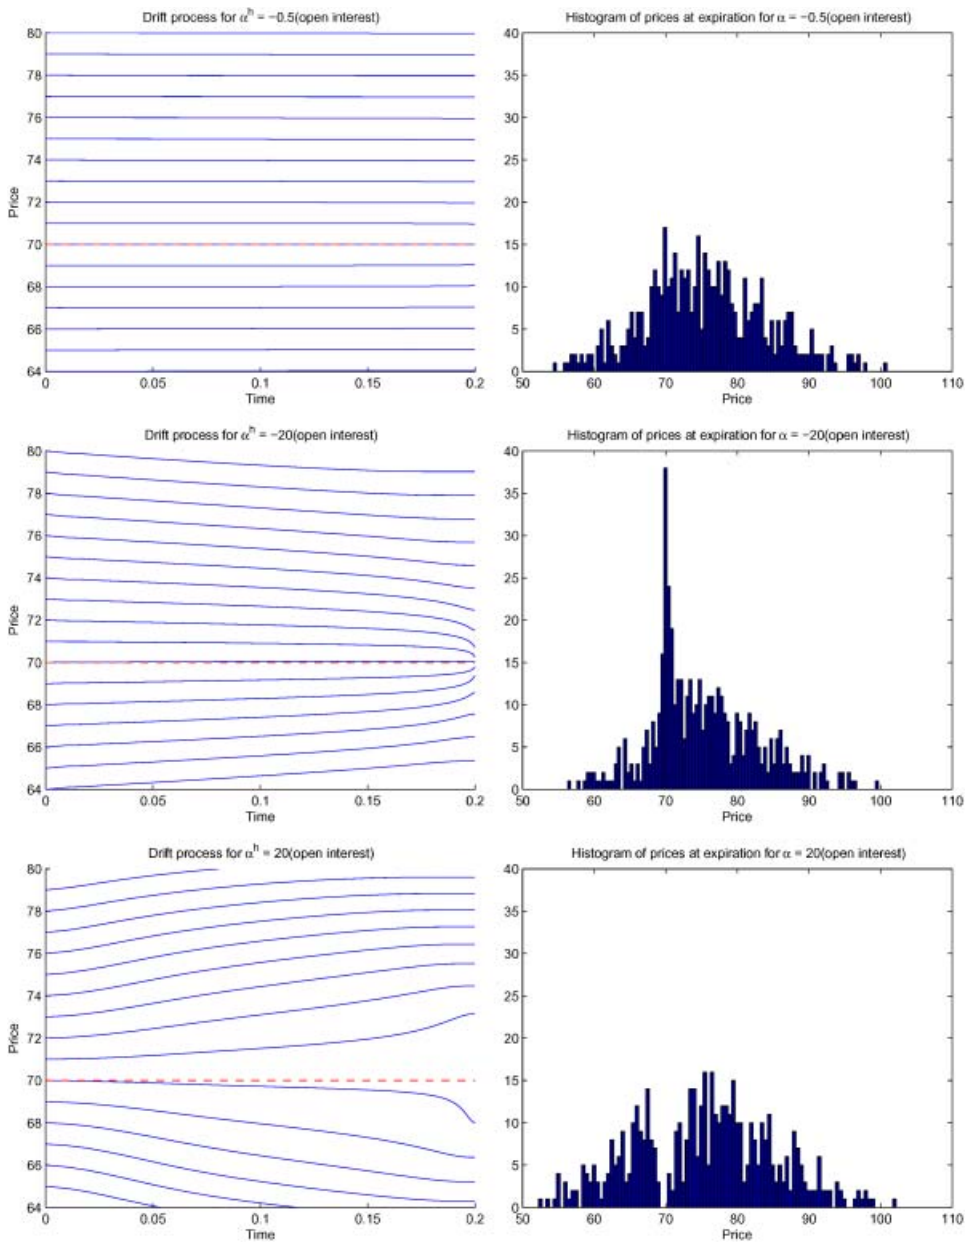 Drift process for αʰ = −0.5(open interest)
80
78
76
74
72
70
68
66
64
Price
0 0.05 0.1 0.15 0.2
Time
Histogram of prices at expiration for α = −0.5(open interest)
40
35
30
25
20
15
10
5
0
50 60 70 80 90 100 110
Price
Drift process for αʰ = −20(open interest)
80
78
76
74
72
70
68
66
64
Price
0 0.05 0.1 0.15 0.2
Time
Histogram of prices at expiration for α = −20(open interest)
40
35
30
25
20
15
10
5
0
50 60 70 80 90 100 110
Price
Drift process for αʰ = 20(open interest)
80
78
76
74
72
70
68
66
64
Price
0 0.05 0.1 0.15 0.2
Time
Histogram of prices at expiration for α = 20(open interest)
40
35
30
25
20
15
10
5
0
50 60 70 80 90 100 110
Price